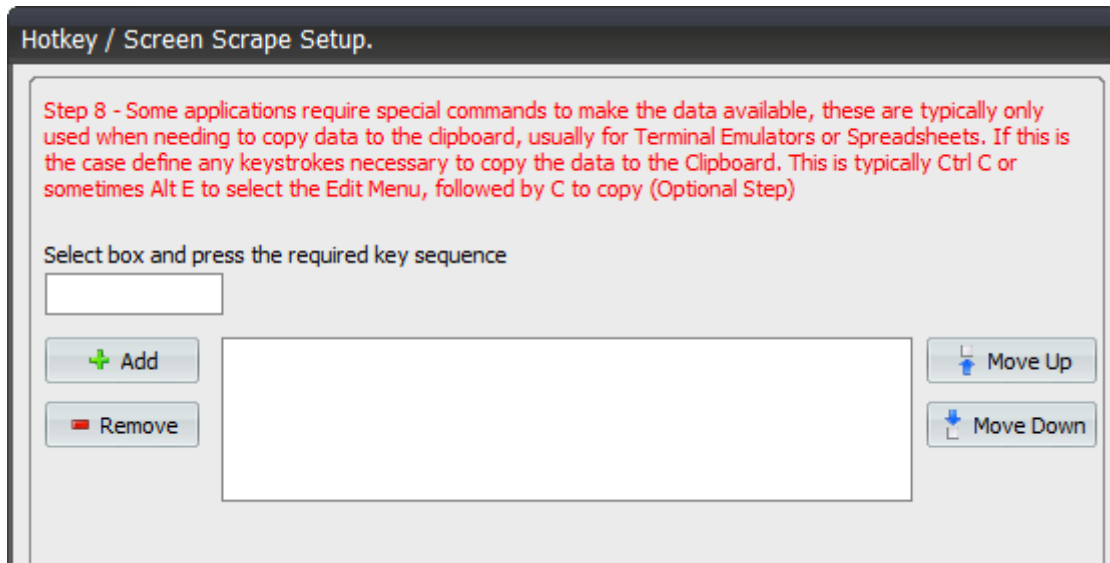 Hotkey / Screen Scrape Setup.
Step 8 - Some applications require special commands to make the data available, these are typically only
used when needing to copy data to the clipboard, usually for Terminal Emulators or Spreadsheets. If this is
the case define any keystrokes necessary to copy the data to the Clipboard. This is typically Ctrl C or
sometimes Alt E to select the Edit Menu, followed by C to copy (Optional Step)
Select box and press the required key sequence
Add
Move Up
Remove
Move Down